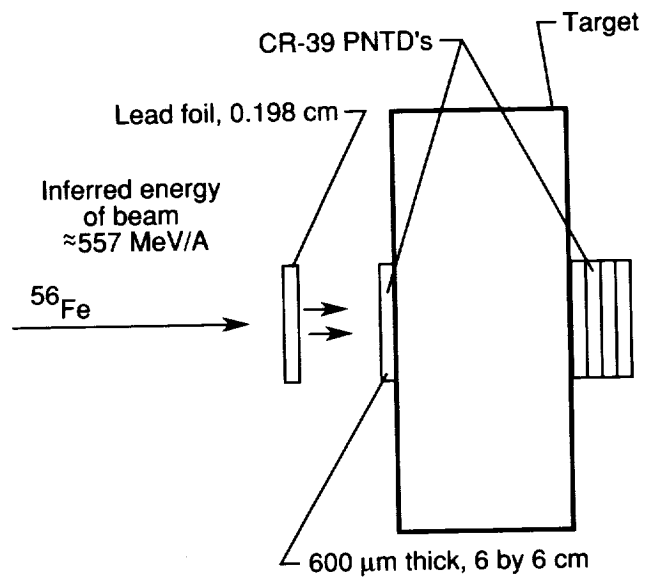 CR-39 PNTD's
Target
Lead foil, 0.198 cm
Inferred energy
of beam
≈557 MeV/A
⁵⁶Fe
600 μm thick, 6 by 6 cm